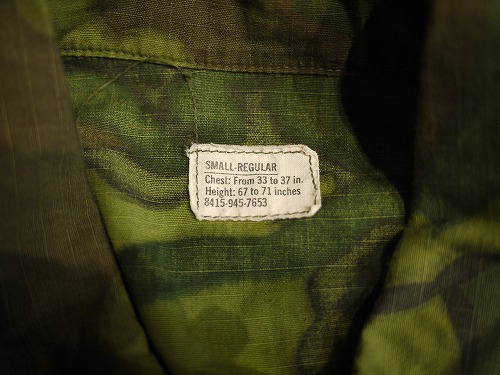 SMALL-REGULAR
Chest: From 33 to 37 in.
Height: 67 to 71 inches
8415-945-7653